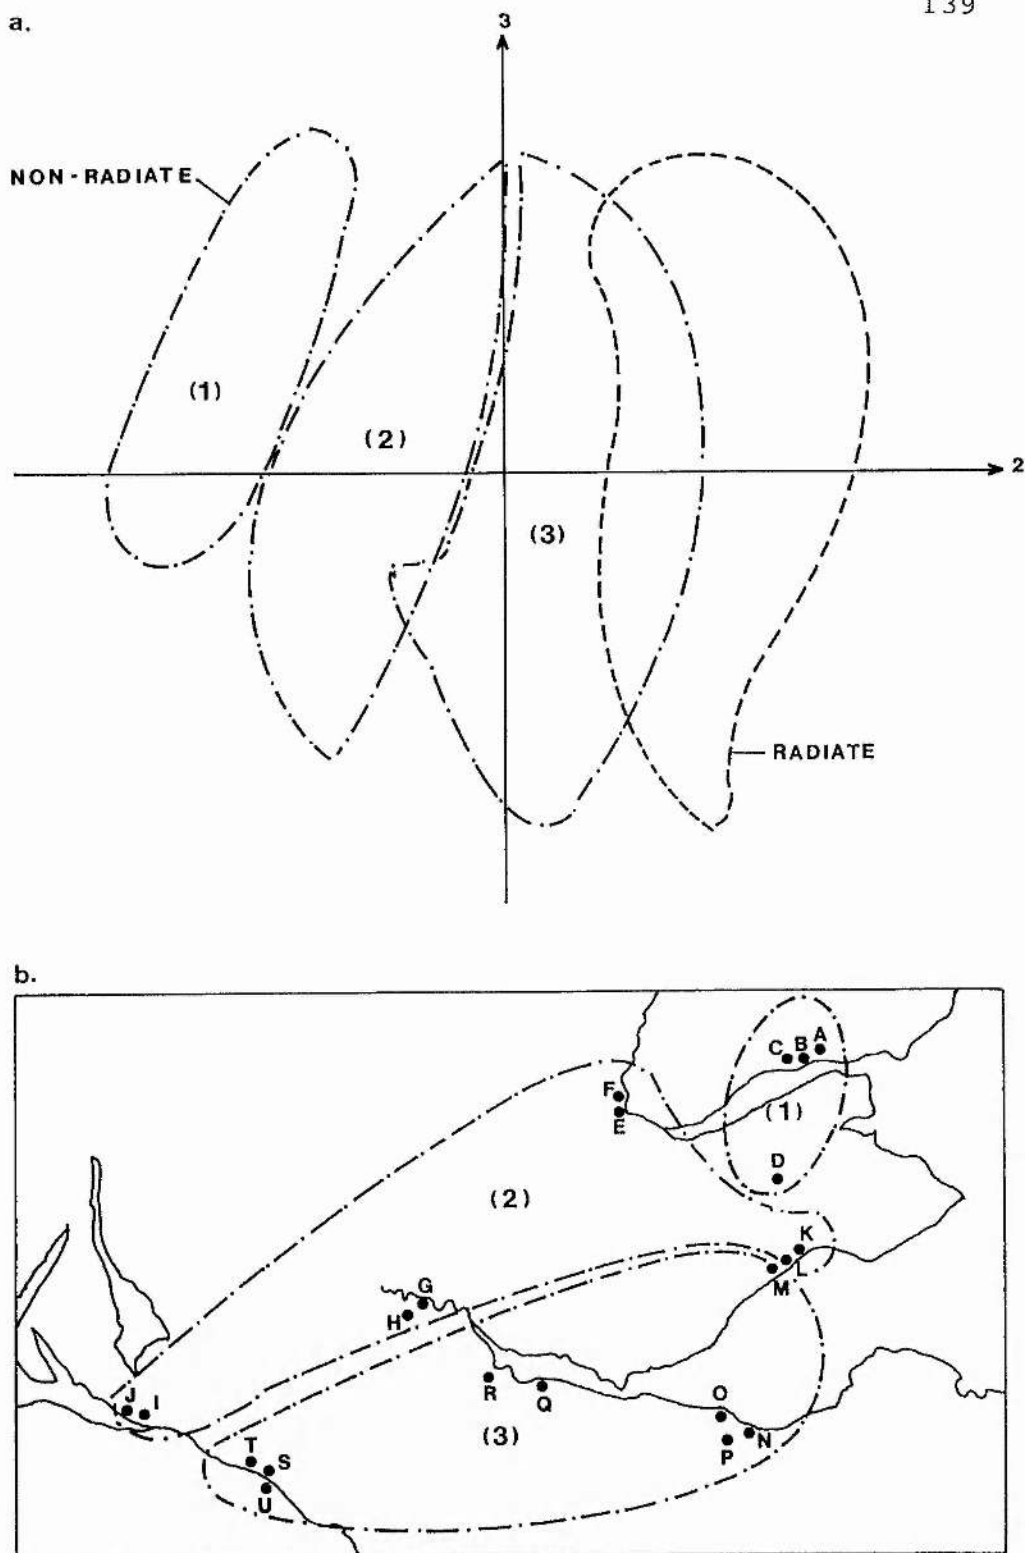 139
a.
3
NON-RADIATE
(1)
(2)
2
(3)
RADIATE
b.
C B A
F
(1)
E
D
(2)
K
L
M
G
H
J I
R
Q
O
(3)
N
P
T
S
U